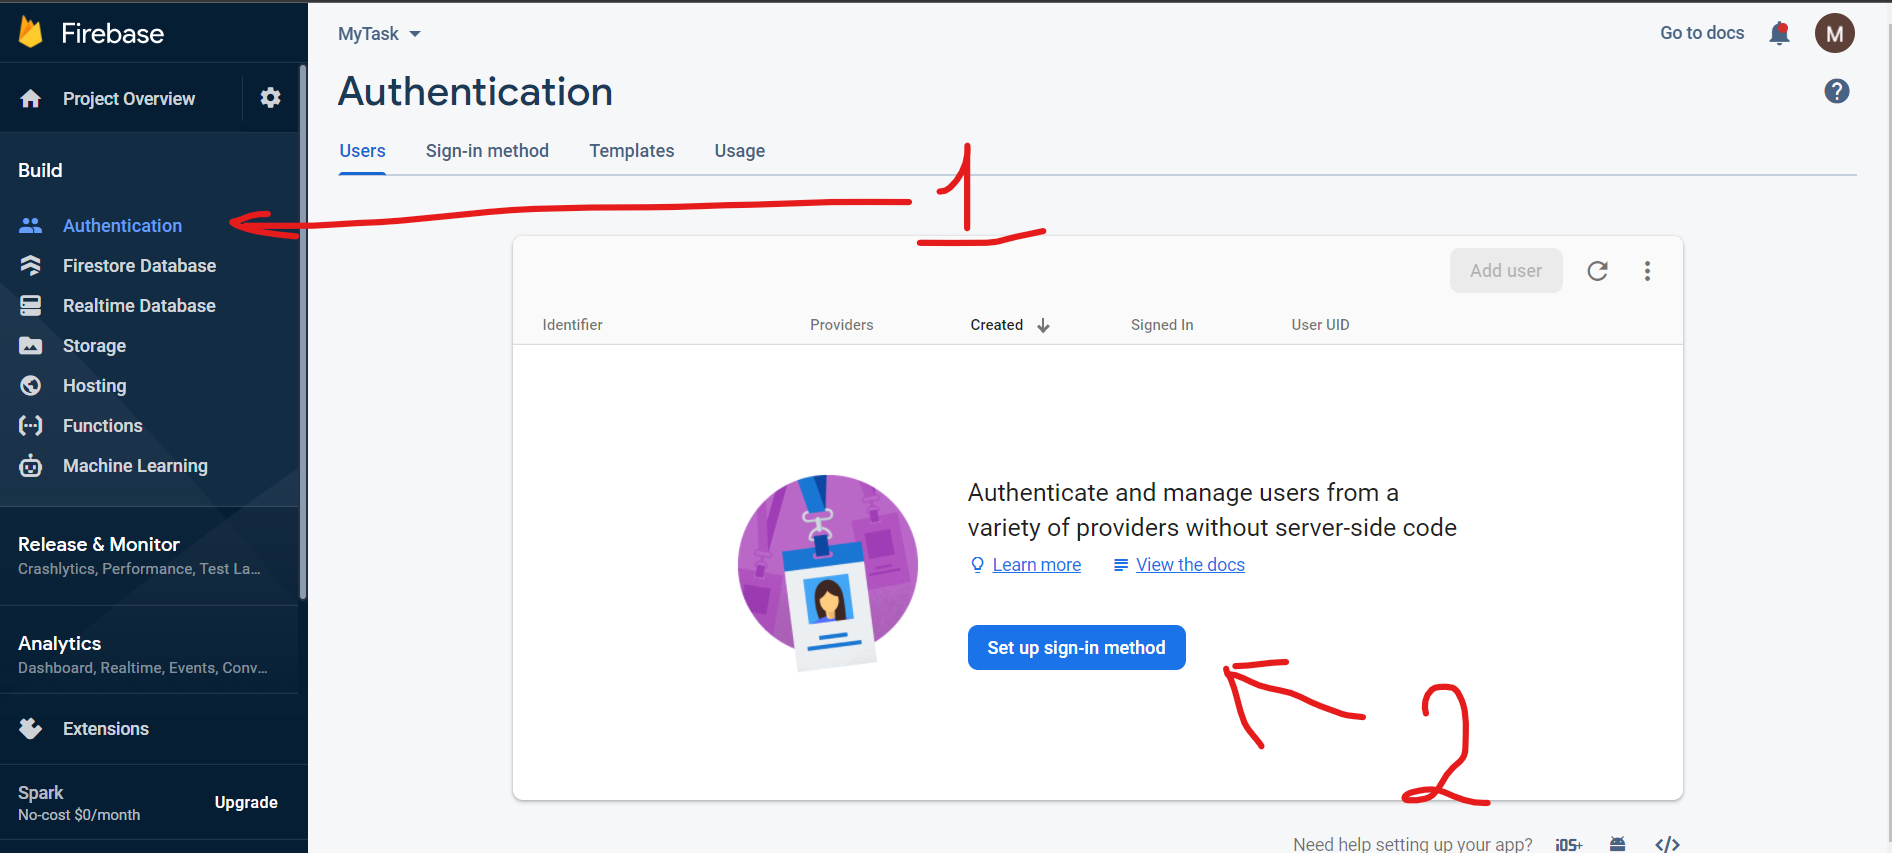 Firebase
MyTask
Go to docs
M
Project Overview
Authentication
?
Users Sign-in method Templates Usage
Build
1
Authentication
Firestore Database
Realtime Database
Storage
Hosting
Functions
Machine Learning
Release & Monitor
Crashlytics, Performance, Test La...
Analytics
Dashboard, Realtime, Events, Conv...
Extensions
Spark
No-cost $0/month
Upgrade
Add user
Identifier Providers Created Signed In User UID
Authenticate and manage users from a
variety of providers without server-side code
Learn more View the docs
Set up sign-in method
2
Need help setting up your app? iOS+ </>